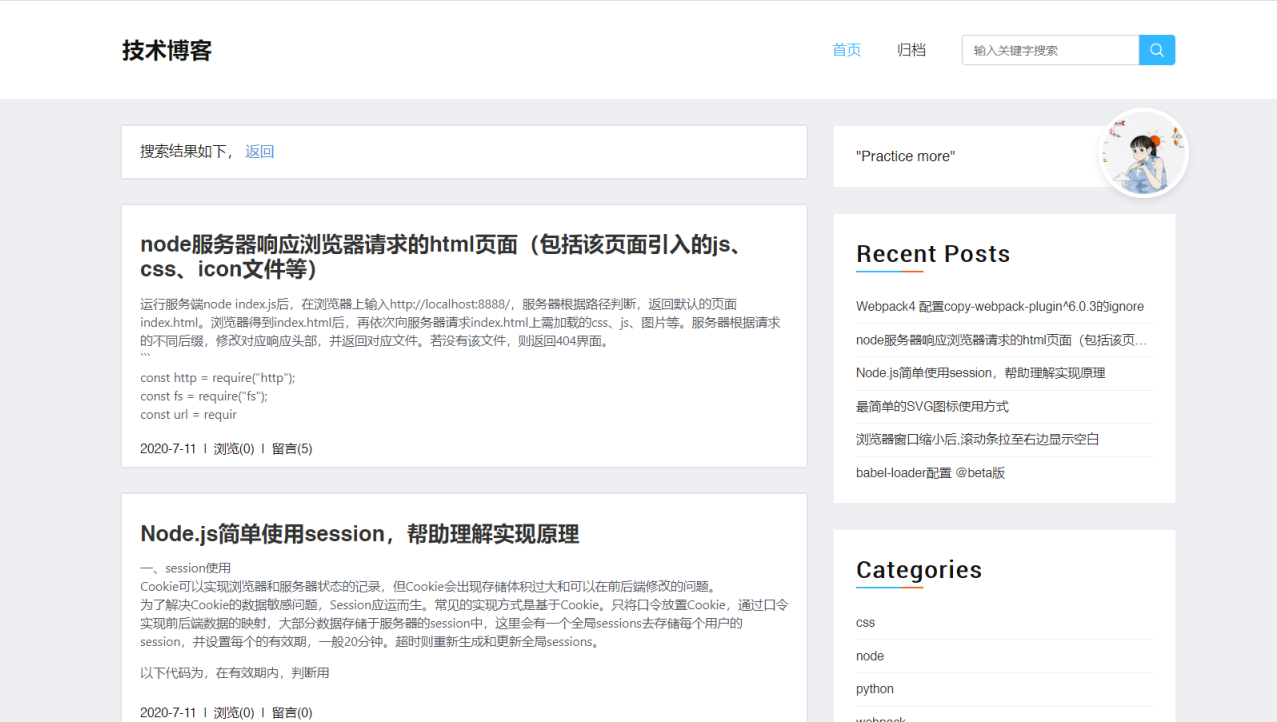 技术博客
首页 归档 输入关键字搜索
搜索结果如下， 返回
node服务器响应浏览器请求的html页面（包括该页面引入的js、
css、icon文件等）
运行服务端node index.js后，在浏览器上输入http://localhost:8888/，服务器根据路径判断，返回默认的页面
index.html。浏览器得到index.html后，再依次向服务器请求index.html上需加载的css、js、图片等。服务器根据请求
的不同后缀，修改对应响应头部，并返回对应文件。若没有该文件，则返回404界面。
```
const http = require("http");
const fs = require("fs");
const url = requir
2020-7-11 | 浏览(0) | 留言(5)
Node.js简单使用session，帮助理解实现原理
一、session使用
Cookie可以实现浏览器和服务器状态的记录，但Cookie会出现存储体积过大和可以在前后端修改的问题。
为了解决Cookie的数据敏感问题，Session应运而生。常见的实现方式是基于Cookie。只将口令放置Cookie，通过口令
实现前后端数据的映射，大部分数据存储于服务器的session中，这里会有一个全局sessions去存储每个用户的
session，并设置每个的有效期，一般20分钟。超时则重新生成和更新全局sessions。
以下代码为，在有效期内，判断用
2020-7-11 | 浏览(0) | 留言(0)
"Practice more"
Recent Posts
Webpack4 配置copy-webpack-plugin^6.0.3的ignore
node服务器响应浏览器请求的html页面（包括该页…
Node.js简单使用session，帮助理解实现原理
最简单的SVG图标使用方式
浏览器窗口缩小后,滚动条拉至右边显示空白
babel-loader配置 @beta版
Categories
css
node
python
webpack